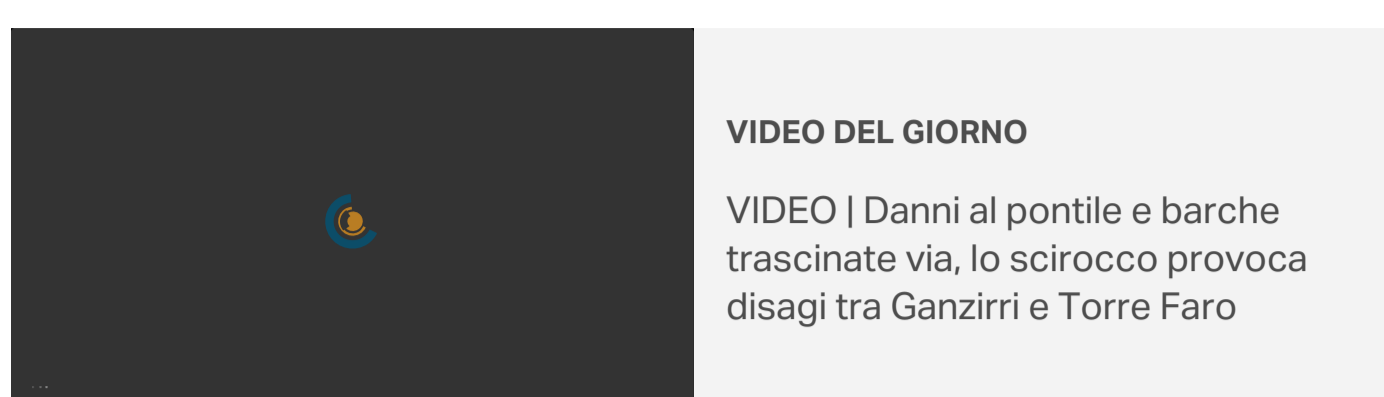 VIDEO DEL GIORNO
VIDEO | Danni al pontile e barche
trascinate via, lo scirocco provoca
disagi tra Ganzirri e Torre Faro